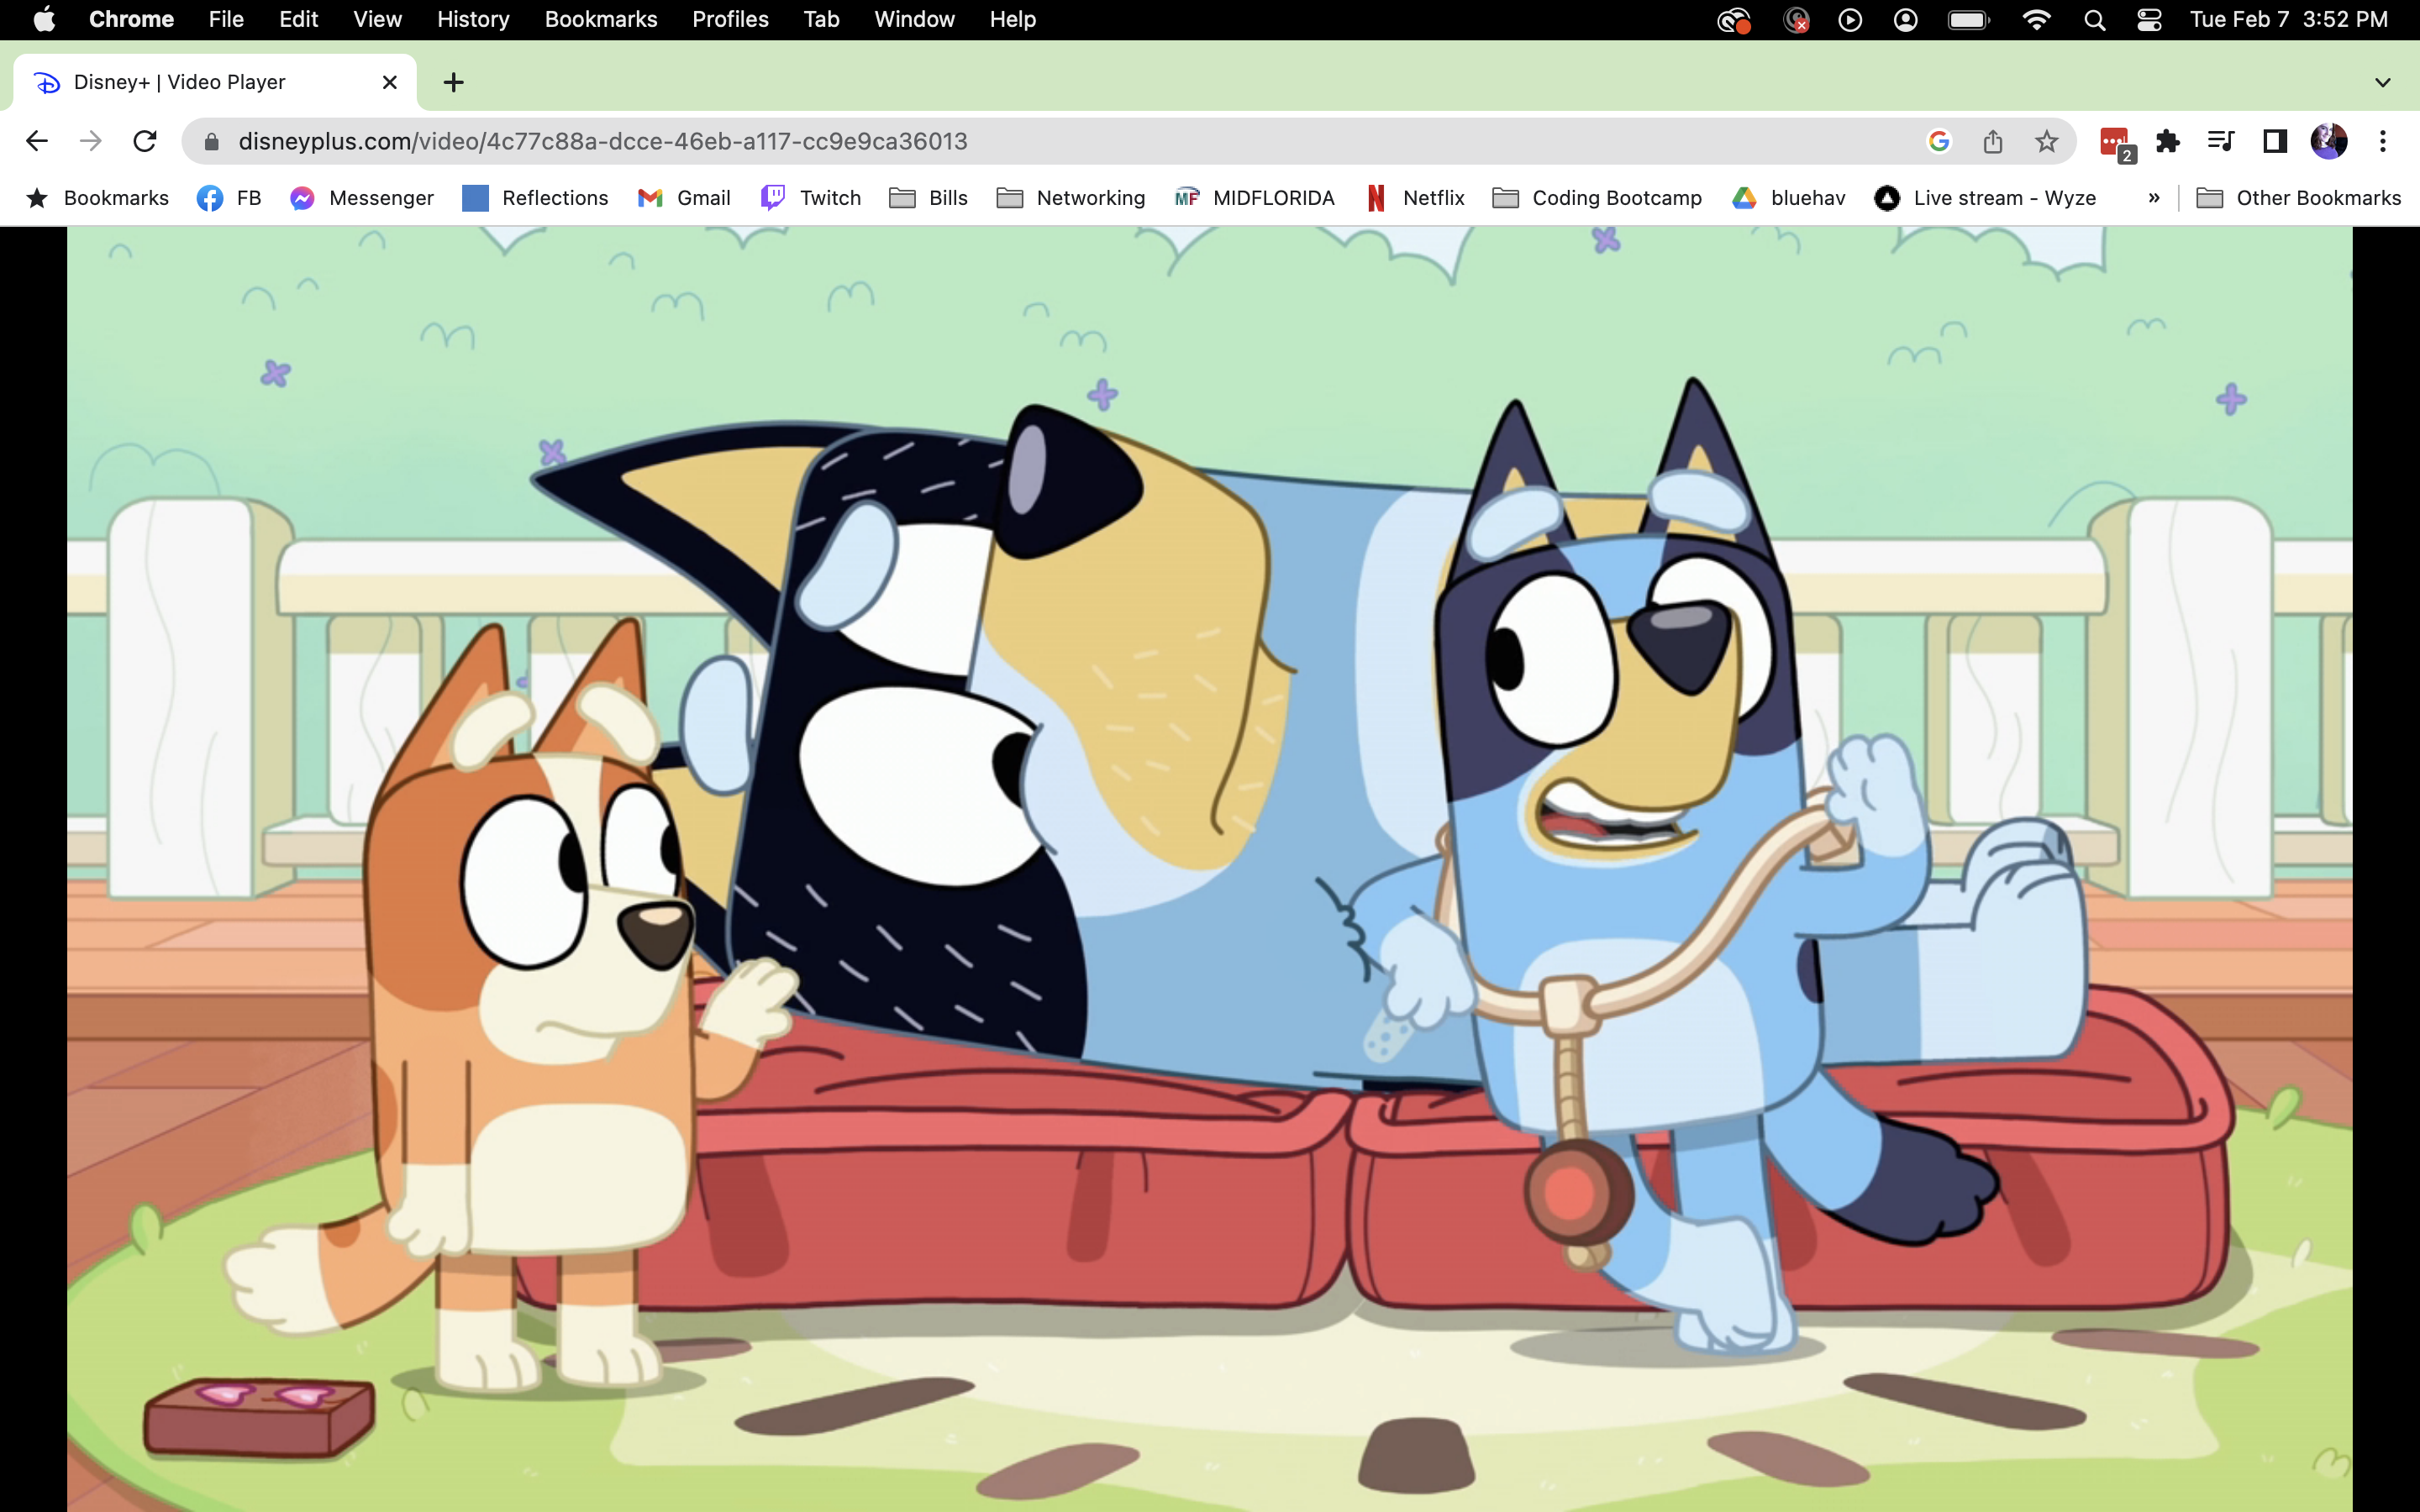 Chrome File Edit View History Bookmarks Profiles Tab Window Help Tue Feb 7 3:52 PM
Disney+ | Video Player
disneyplus.com/video/4c77c88a-dcce-46eb-a117-cc9e9ca36013 2
Bookmarks FB Messenger Reflections Gmail Twitch Bills Networking MF MIDFLORIDA Netflix Coding Bootcamp bluehav Live stream - Wyze » Other Bookmarks